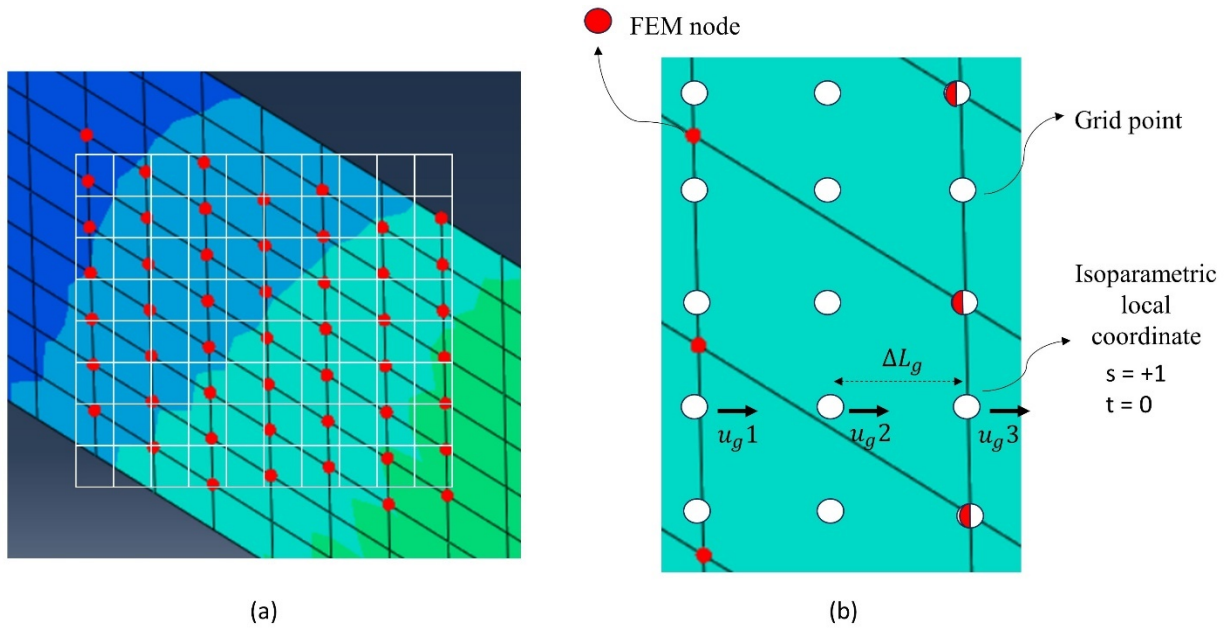 FEM node
Grid point
Isoparametric
local
coordinate
s = +1
t = 0
ΔL_g
u_g1
u_g2
u_g3
(a)
(b)